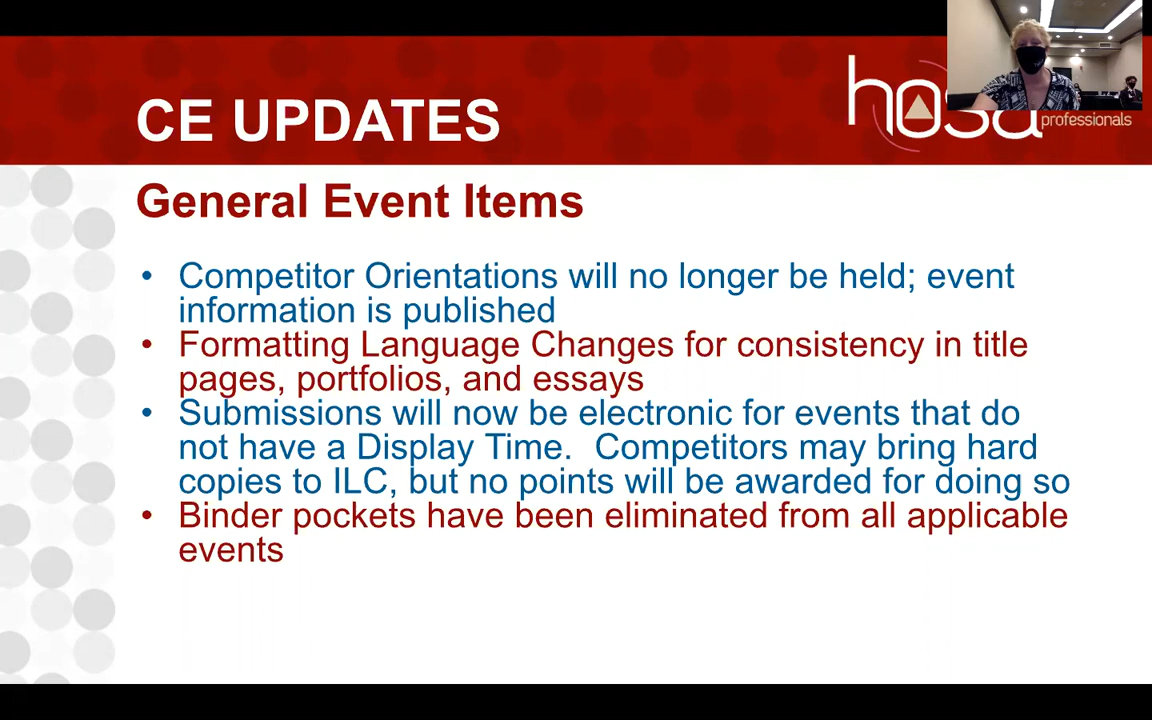 CE UPDATES
hosa
professionals
General Event Items
• Competitor Orientations will no longer be held; event
information is published
• Formatting Language Changes for consistency in title
pages, portfolios, and essays
• Submissions will now be electronic for events that do
not have a Display Time.  Competitors may bring hard
copies to ILC, but no points will be awarded for doing so
• Binder pockets have been eliminated from all applicable
events